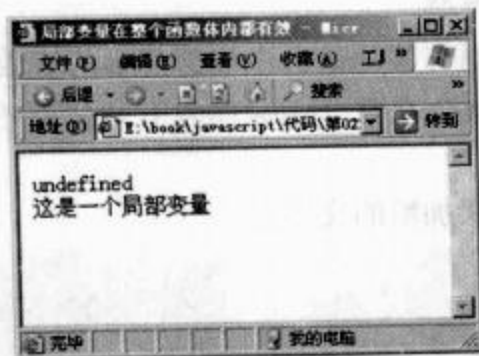 局部变量在整个函数体内都有效 - Micr
文件(F) 编辑(E) 查看(V) 收藏(A) 工具 »
后退 搜索 »
地址(D) E:\book\javascript\代码\第02 转到
undefined
这是一个局部变量
完毕 我的电脑